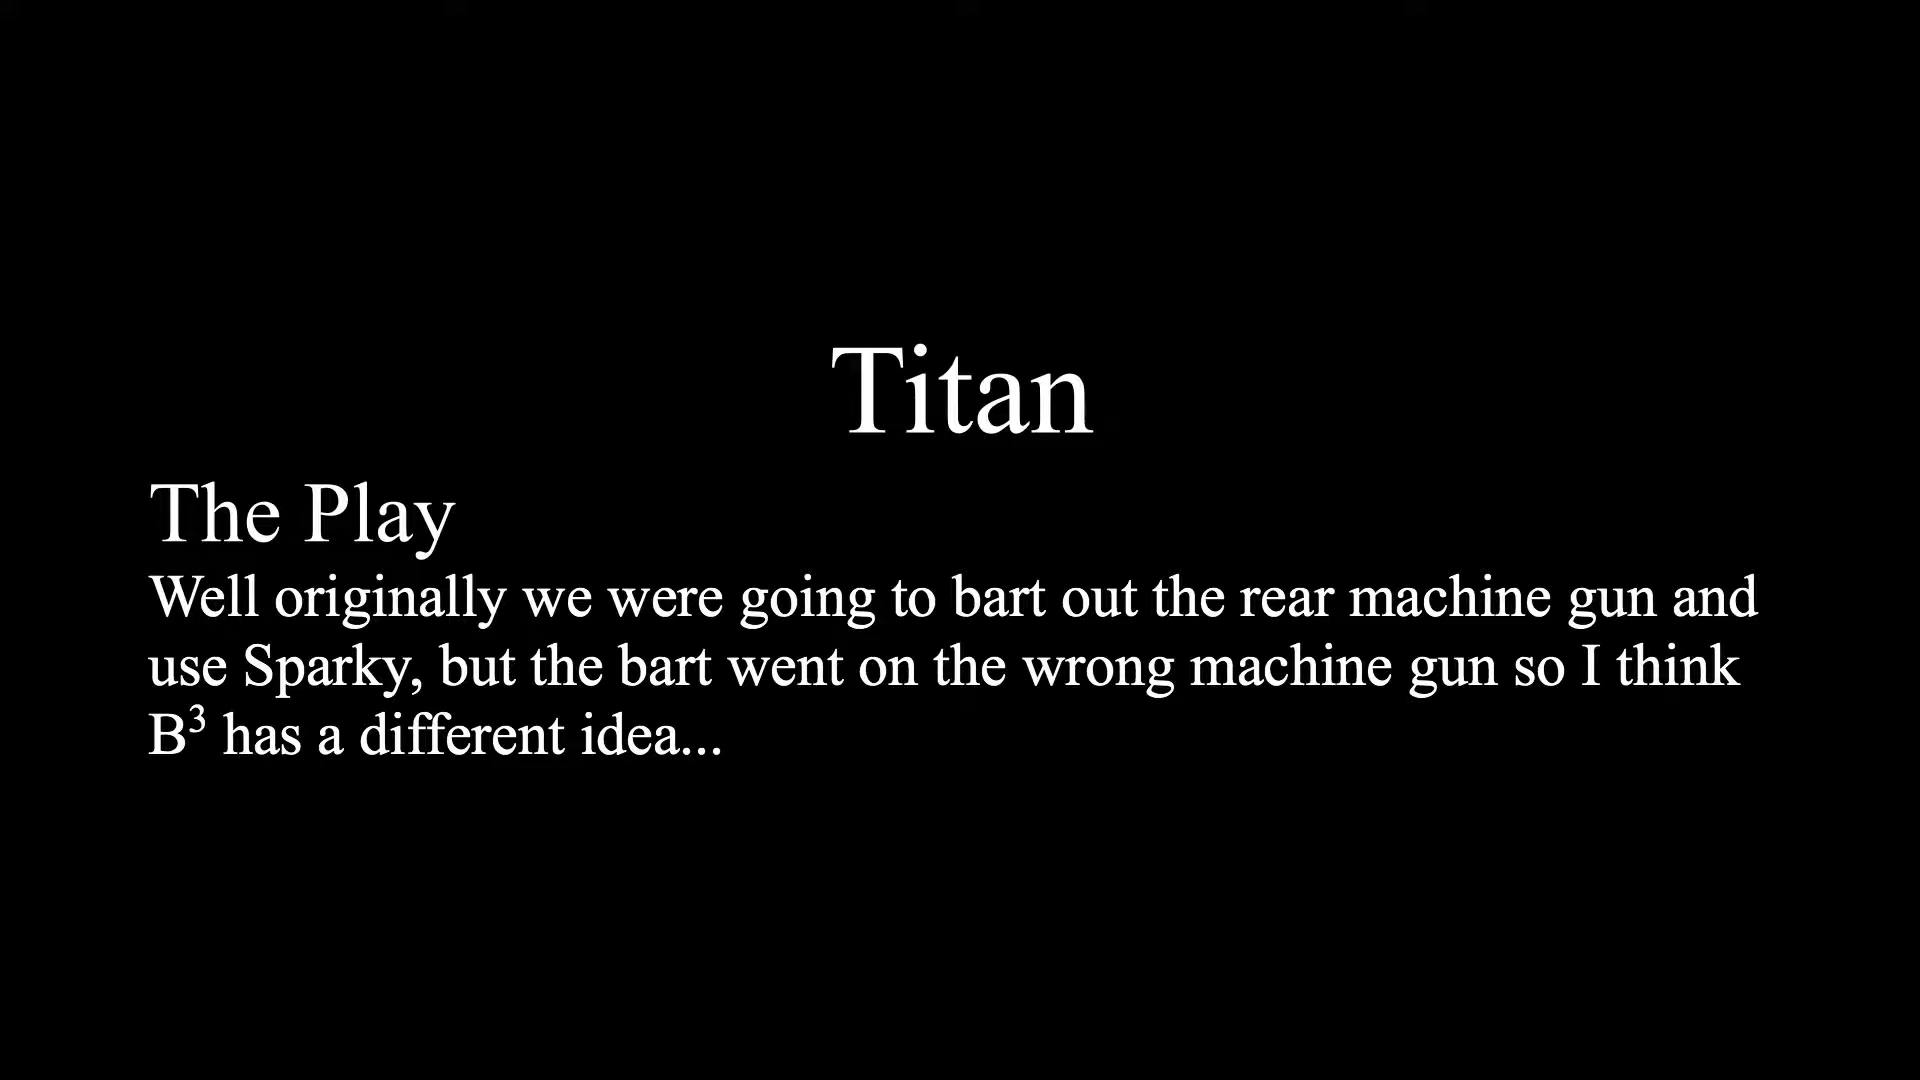 Titan
The Play
Well originally we were going to bart out the rear machine gun and
use Sparky, but the bart went on the wrong machine gun so I think
B³ has a different idea...